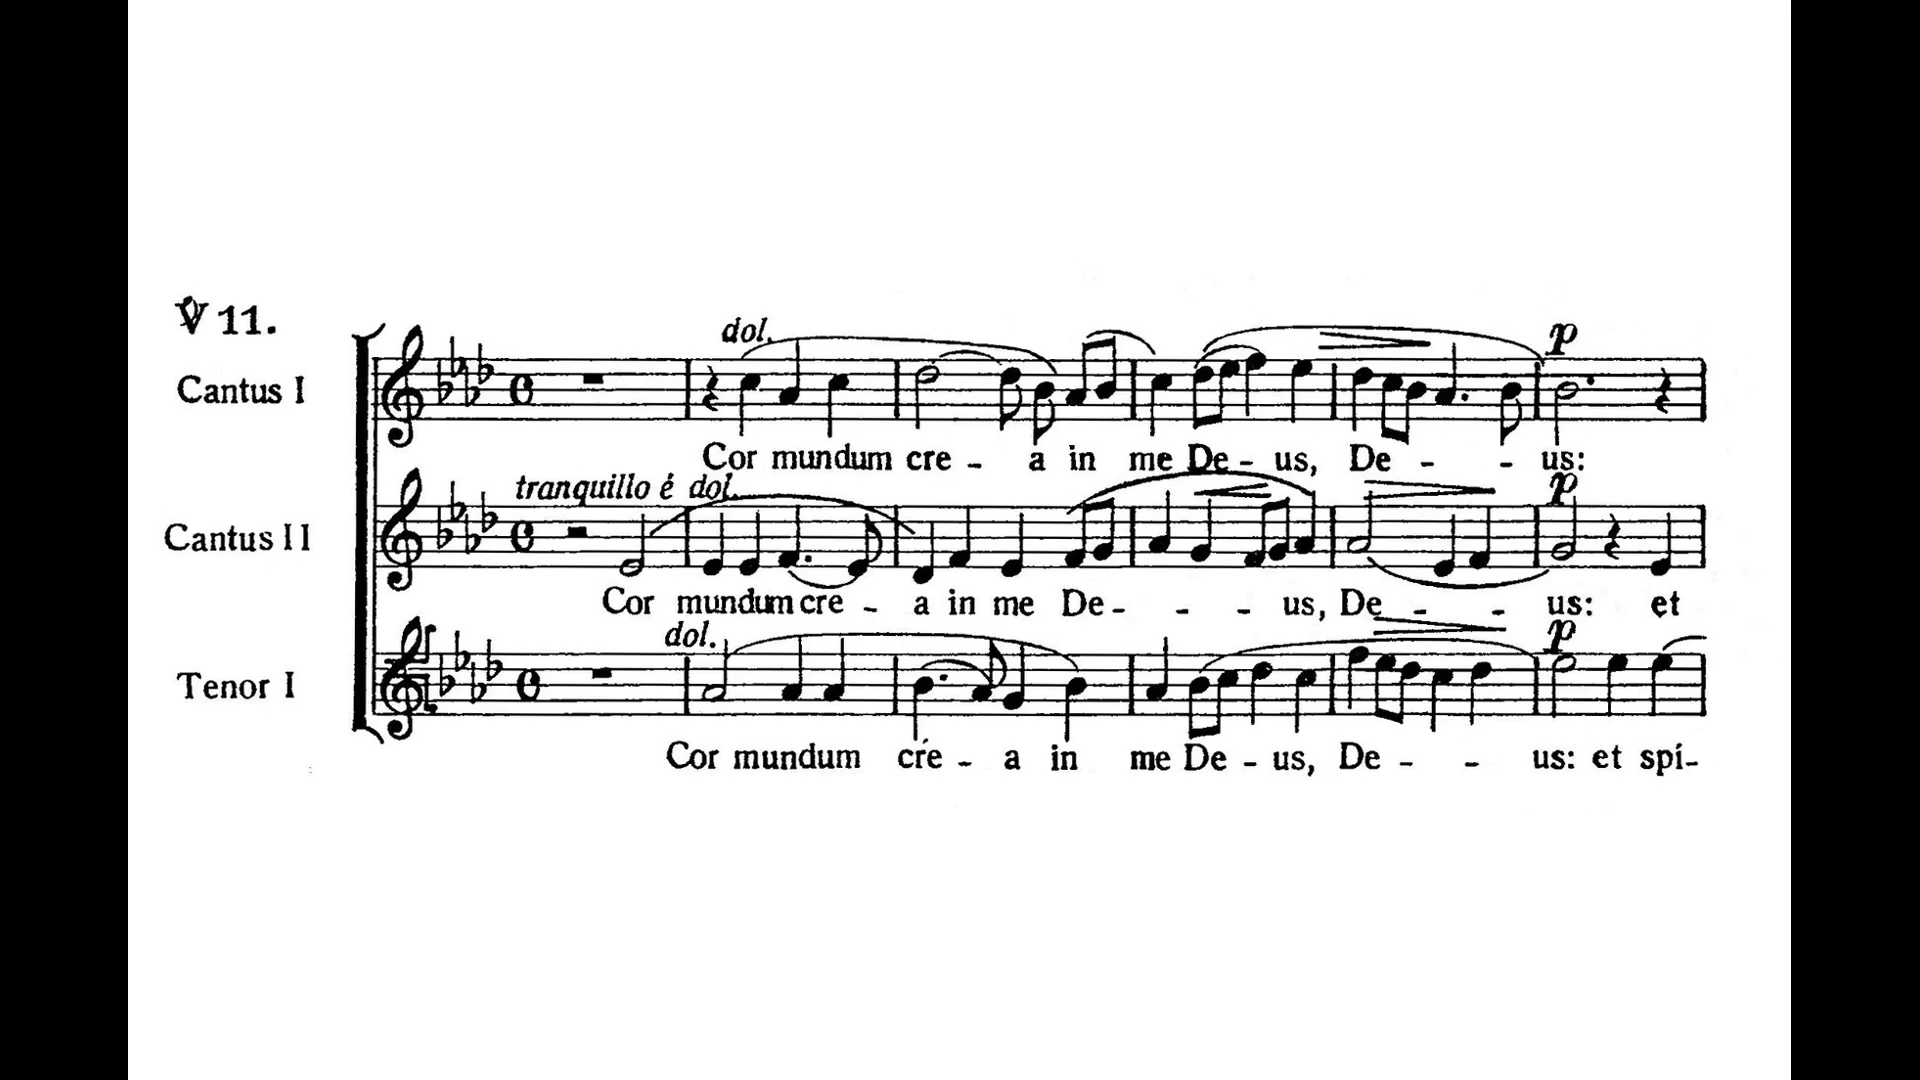 ℣ 11.
dol.
p
Cantus I
Cor mundum cre - a in me De - us, De - - us:
tranquillo é dol.
p
Cantus II
Cor mundum cre - a in me De - - - us, De - - us: et
dol.
p
Tenor I
Cor mundum cré - a in me De - us, De - - us: et spi-